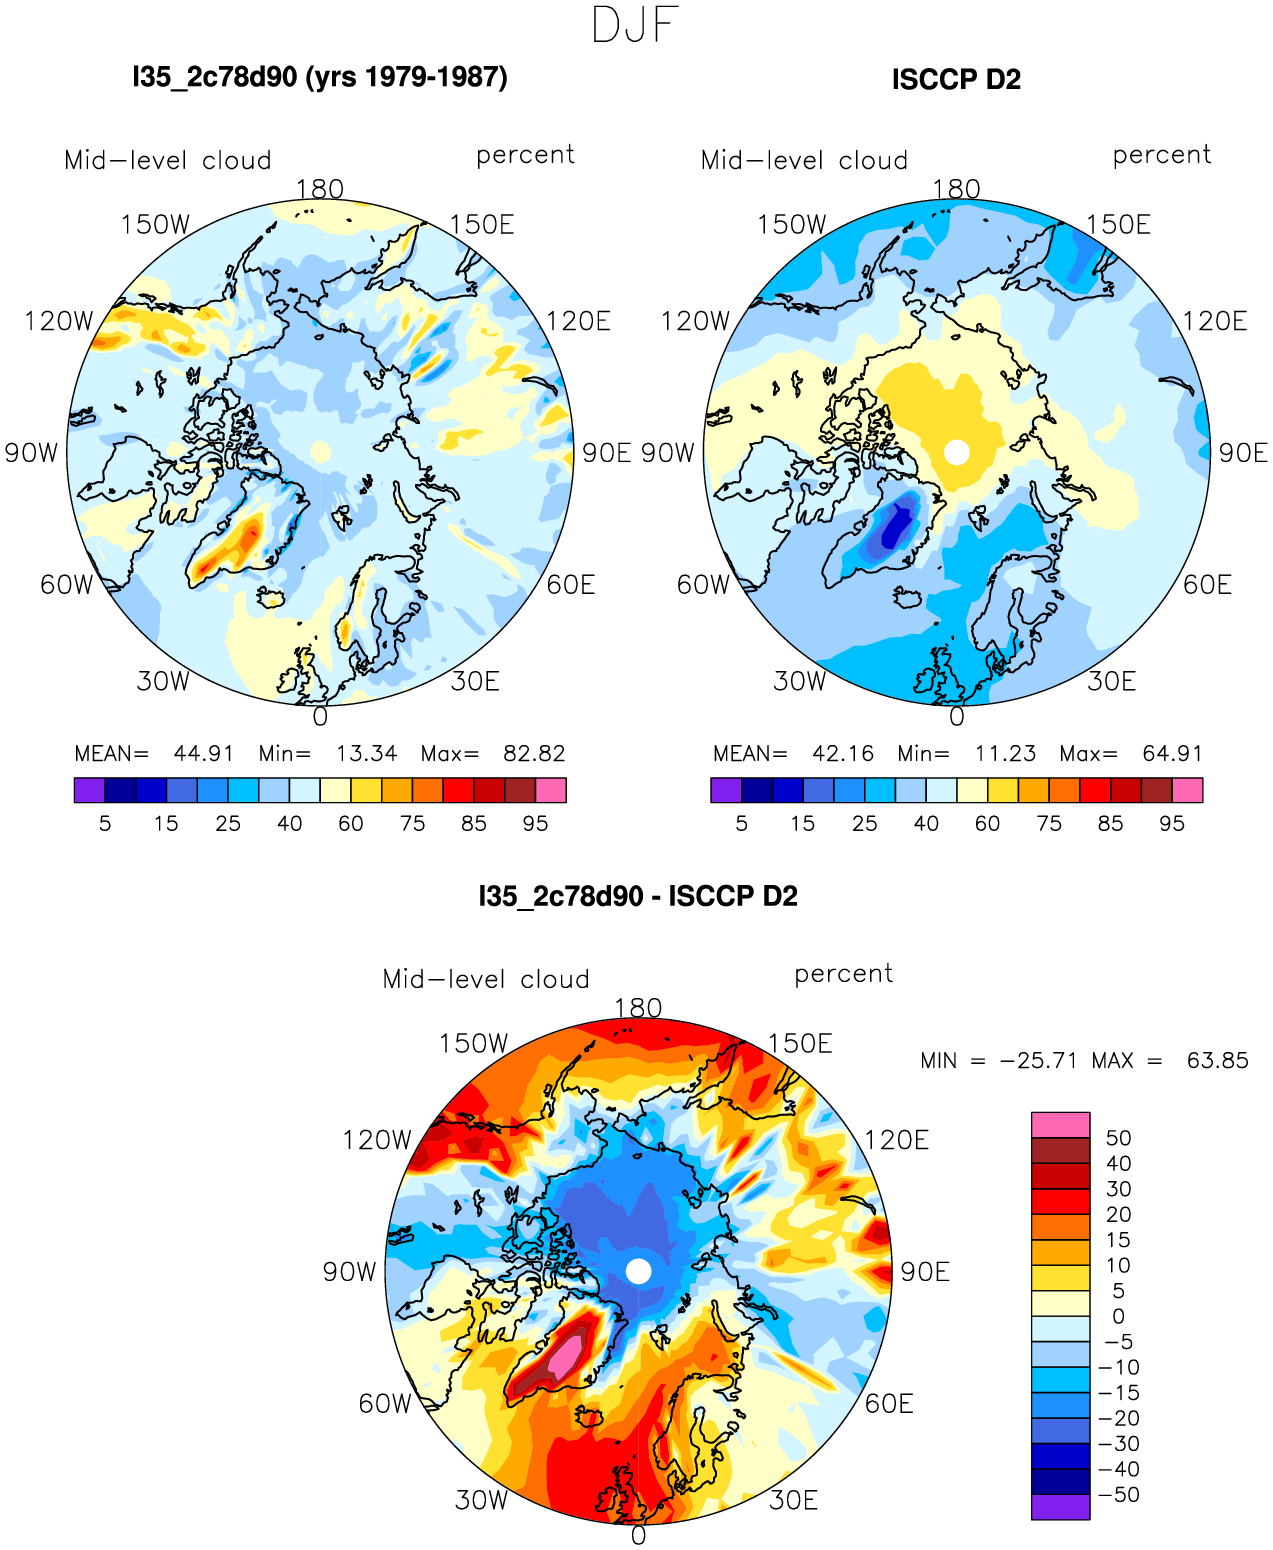 DJF
I35_2c78d90 (yrs 1979-1987) ISCCP D2
Mid-level cloud percent Mid-level cloud percent
180 180
150W 150E 150W 150E
120W 120E 120W 120E
90W 90E 90W 90E
60W 60E 60W 60E
30W 30E 30W 30E
0 0
MEAN= 44.91 Min= 13.34 Max= 82.82 MEAN= 42.16 Min= 11.23 Max= 64.91
5 15 25 40 60 75 85 95 5 15 25 40 60 75 85 95
I35_2c78d90 - ISCCP D2
Mid-level cloud percent
180
150W 150E
MIN = -25.71 MAX = 63.85
120W 120E
90W 90E
60W 60E
30W 30E
0
50
40
30
20
15
10
5
0
-5
-10
-15
-20
-30
-40
-50